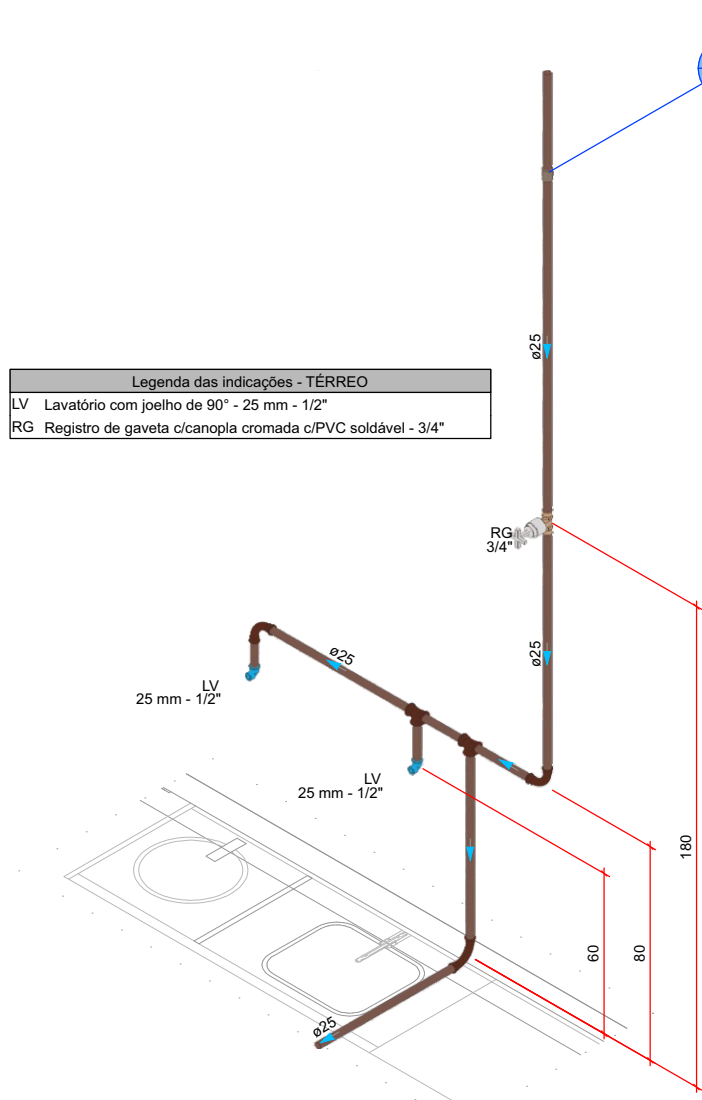 ø25
Legenda das indicações - TÉRREO
LV Lavatório com joelho de 90° - 25 mm - 1/2"
RG Registro de gaveta c/canopla cromada c/PVC soldável - 3/4"
RG
3/4"
ø25
ø25
LV
25 mm - 1/2"
LV
25 mm - 1/2"
180
60
80
ø25